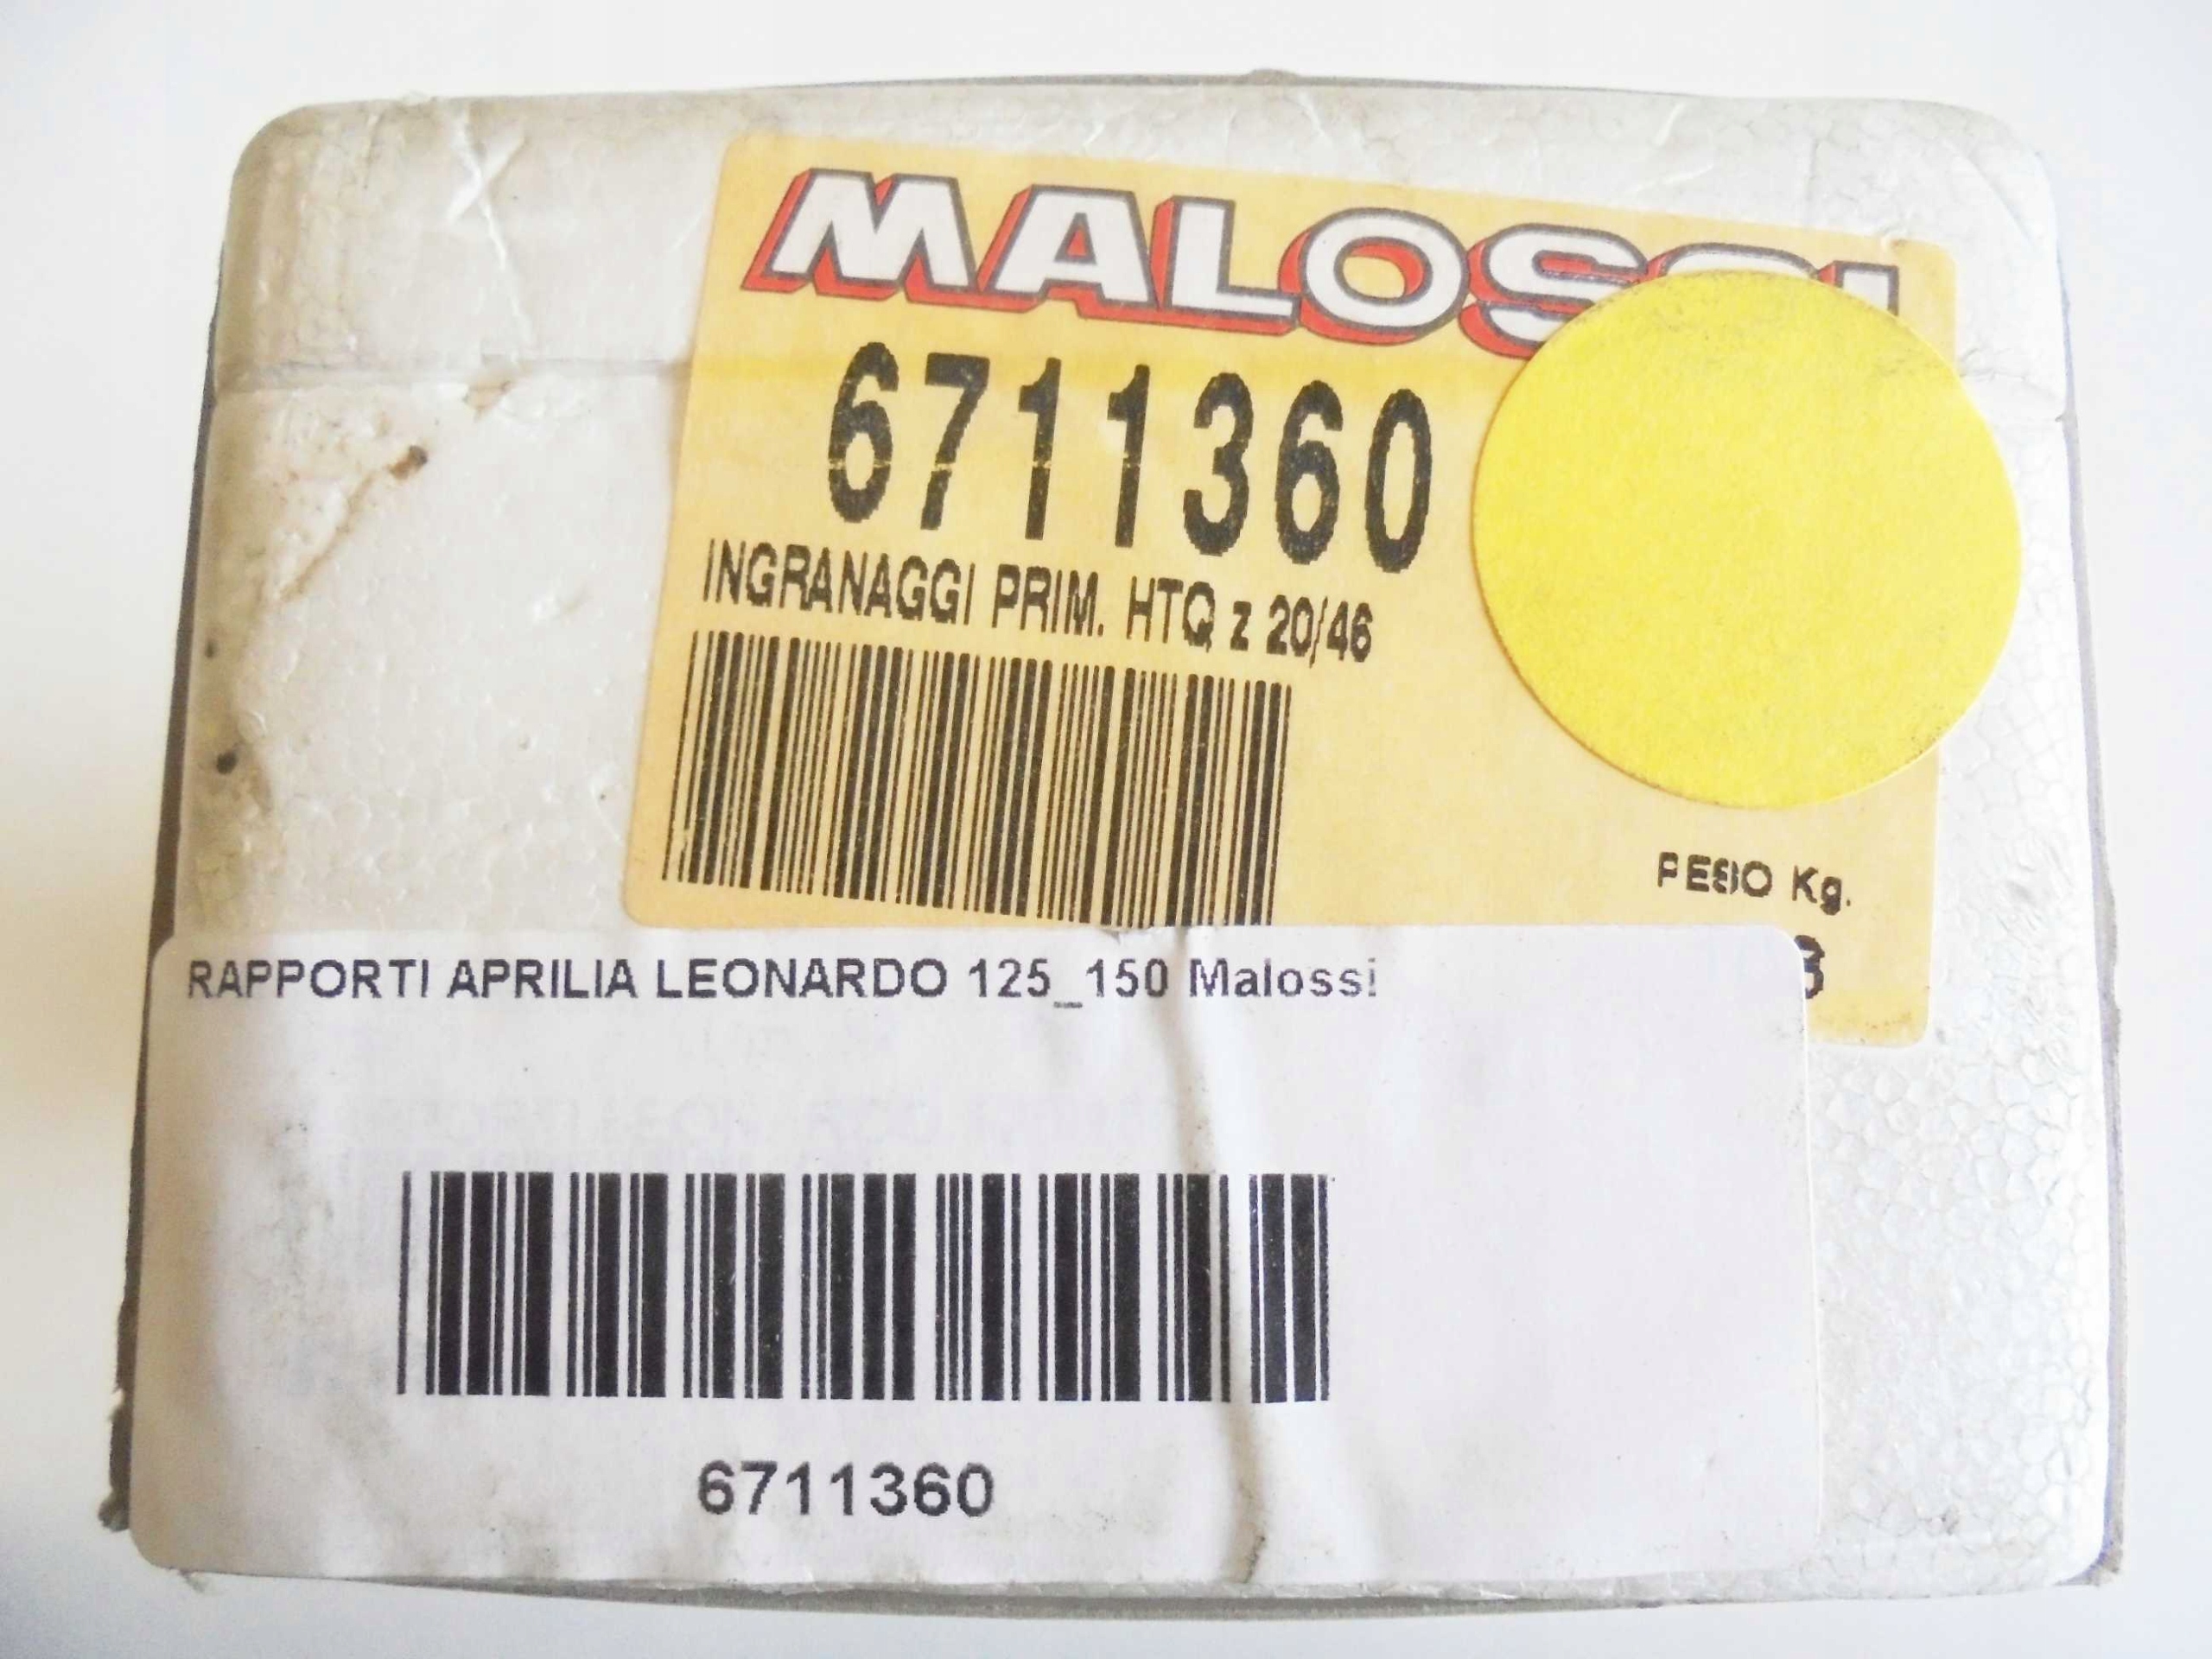 MALOSSI
6711360
INGRANAGGI PRIM. HTQ z 20/46
PESO Kg.
RAPPORTI APRILIA LEONARDO 125_150 Malossi
6711360